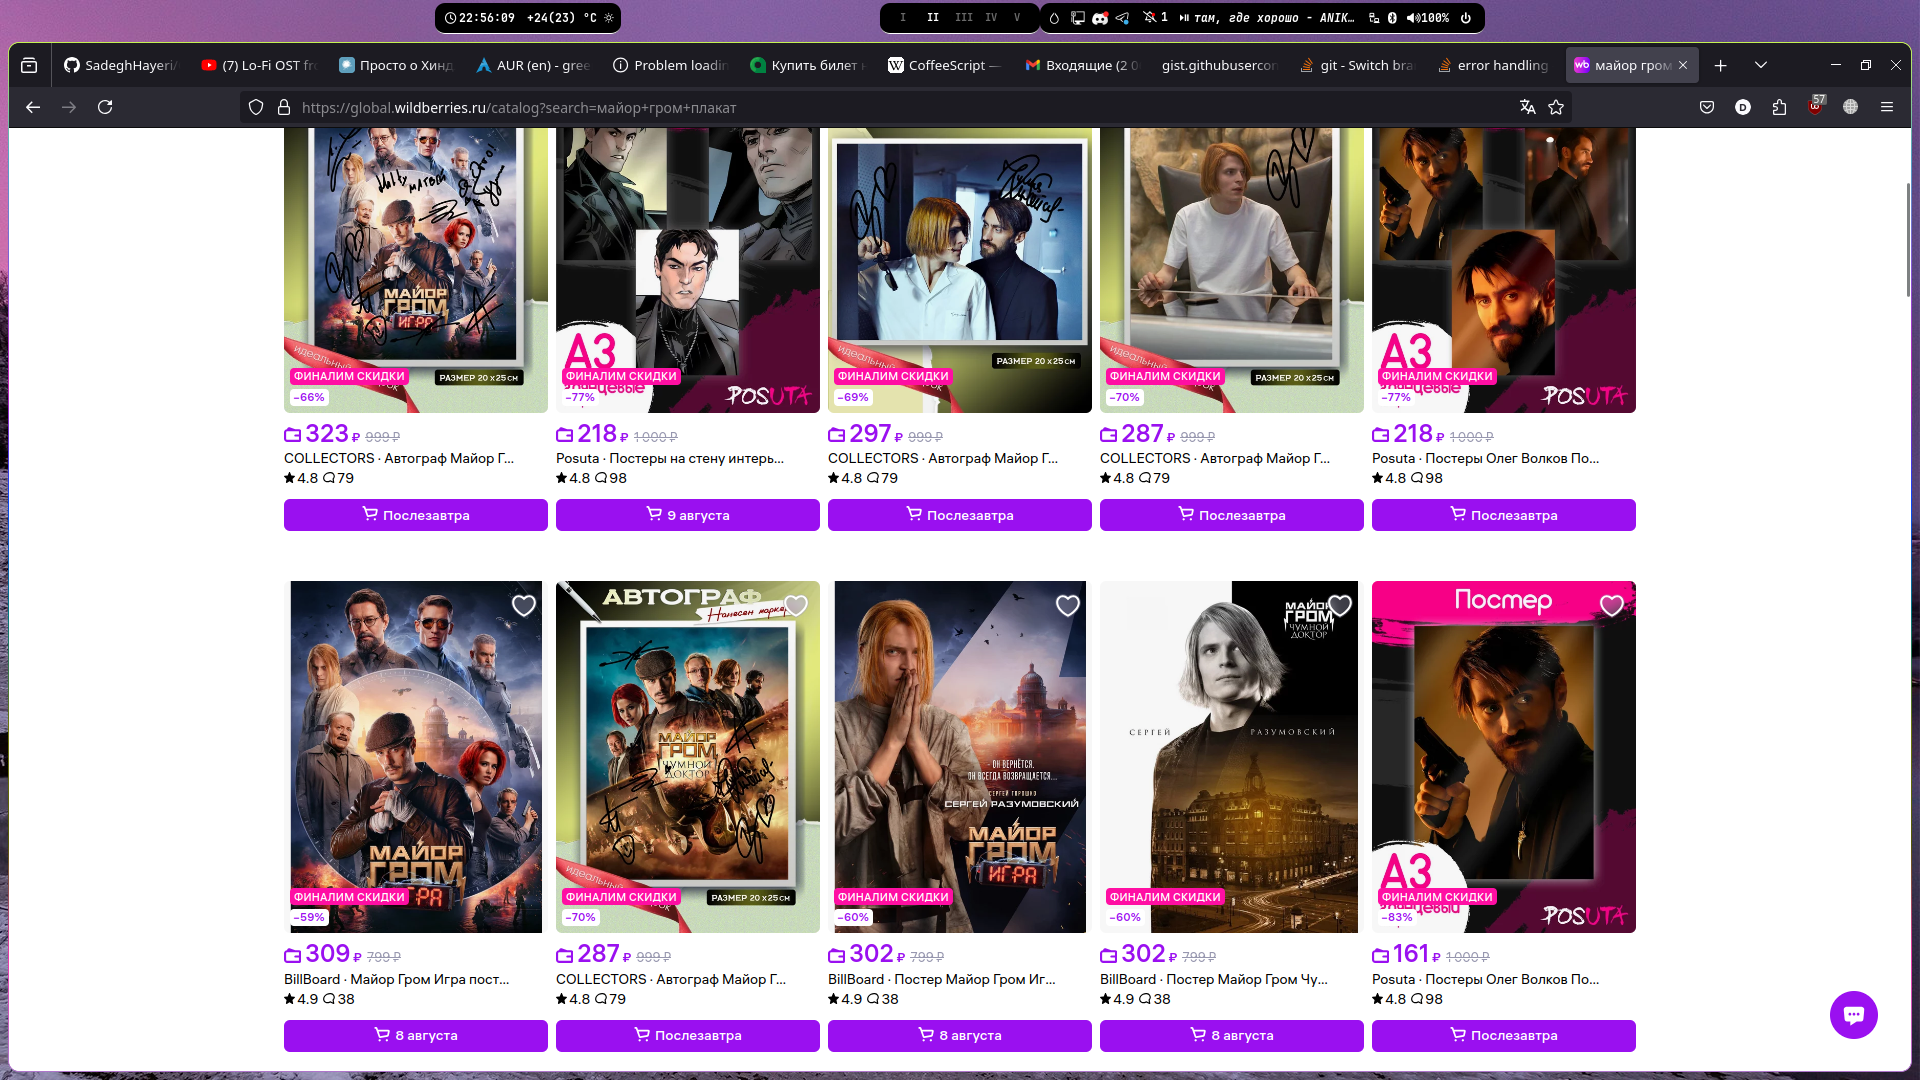 22:56:09 +24(23) °C
I II III IV V
1
там, где хорошо - ANIK…
100%
SadeghHayeri/
(7) Lo-Fi OST fr
Просто о Хинд
AUR (en) - gree
Problem loadin
Купить билет
CoffeeScript —
Входящие (2 0
gist.githubusercon
git - Switch bra
error handling
майор гром
https://global.wildberries.ru/catalog?search=майор+гром+плакат
57
МАЙОР
ГРОМ
ИГРА
ИДЕАЛЬНЫЙ
ФИНАЛИМ СКИДКИ
РАЗМЕР 20 x 25 СМ
-66%
А3
ФИНАЛИМ СКИДКИ
-77%
POSUTA
РАЗМЕР 20 x 25 СМ
ИДЕАЛЬНЫЙ
ФИНАЛИМ СКИДКИ
-69%
ИДЕАЛЬНЫЙ
ФИНАЛИМ СКИДКИ
РАЗМЕР 20 x 25 СМ
-70%
А3
ФИНАЛИМ СКИДКИ
-77%
POSUTA
323 ₽ 999 ₽
218 ₽ 1 000 ₽
297 ₽ 999 ₽
287 ₽ 999 ₽
218 ₽ 1 000 ₽
COLLECTORS · Автограф Майор Г...
Posuta · Постеры на стену интерь...
COLLECTORS · Автограф Майор Г...
COLLECTORS · Автограф Майор Г...
Posuta · Постеры Олег Волков По...
4.8 79
4.8 98
4.8 79
4.8 79
4.8 98
Послезавтра
9 августа
Послезавтра
Послезавтра
Послезавтра
МАЙОР
ГРОМ
ФИНАЛИМ СКИДКИ
-59%
АВТОГРАФ
Нанесен марке
МАЙОР
ГРОМ
ЧУМНОЙ
ДОКТОР
ИДЕАЛЬНЫЙ
ФИНАЛИМ СКИДКИ
РАЗМЕР 20 x 25 СМ
-70%
- ОН ВЕРНЁТСЯ.
ОН ВСЕГДА ВОЗВРАЩАЕТСЯ...
СЕРГЕЙ ГОРОШКО
СЕРГЕЙ РАЗУМОВСКИЙ
МАЙОР
ГРОМ
ИГРА
ФИНАЛИМ СКИДКИ
-60%
МАЙОР
ГРОМ
ЧУМНОЙ
ДОКТОР
СЕРГЕЙ РАЗУМОВСКИЙ
ФИНАЛИМ СКИДКИ
-60%
Постер
А3
ФИНАЛИМ СКИДКИ
-83%
POSUTA
309 ₽ 799 ₽
287 ₽ 999 ₽
302 ₽ 799 ₽
302 ₽ 799 ₽
161 ₽ 1 000 ₽
BillBoard · Майор Гром Игра пост...
COLLECTORS · Автограф Майор Г...
BillBoard · Постер Майор Гром Иг...
BillBoard · Постер Майор Гром Чу...
Posuta · Постеры Олег Волков По...
4.9 38
4.8 79
4.9 38
4.9 38
4.8 98
8 августа
Послезавтра
8 августа
8 августа
Послезавтра